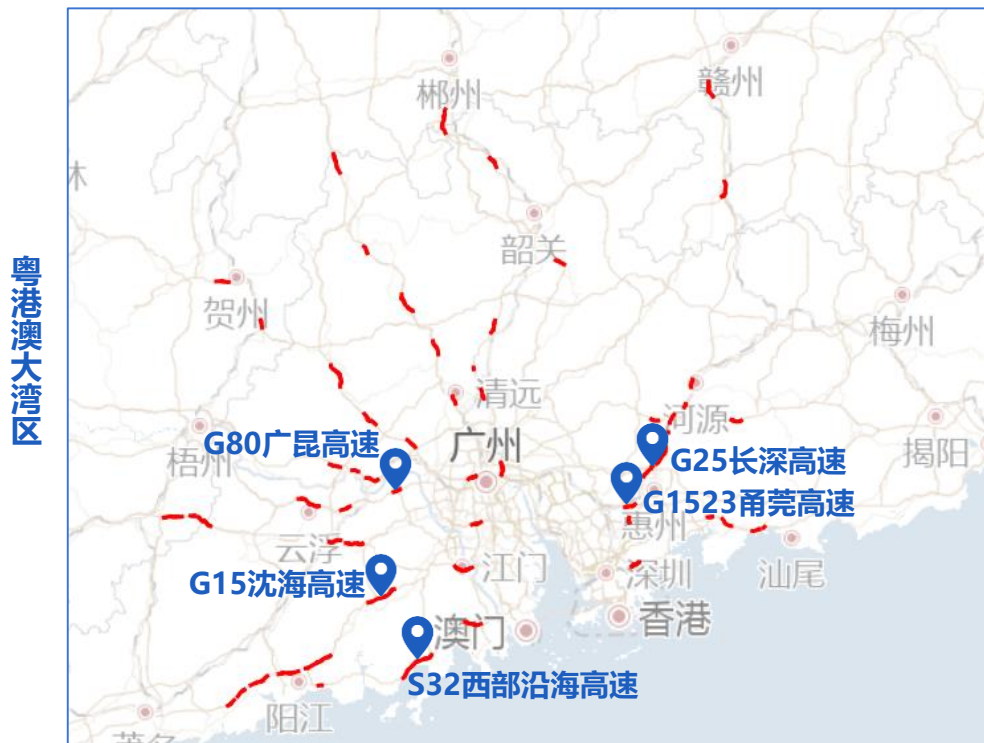 粤港澳大湾区
郴州
赣州
林
韶关
贺州
梅州
清远
河源
G80广昆高速
广州
梧州
G25长深高速
揭阳
G1523甬莞高速
惠州
云浮
G15沈海高速
江门
深圳
汕尾
澳门
香港
S32西部沿海高速
阳江
茂名